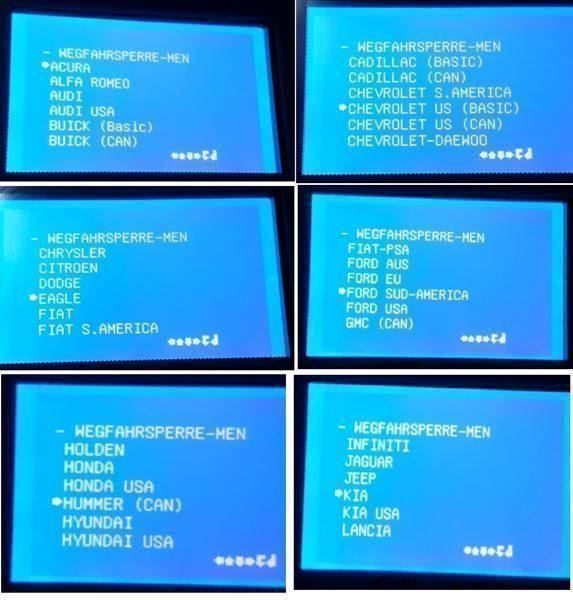 - WEGFAHRSPERRE-MEN
ACURA
ALFA ROMEO
AUDI
AUDI USA
BUICK (Basic)
BUICK (CAN)
- WEGFAHRSPERRE-MEN
CADILLAC (BASIC)
CADILLAC (CAN)
CHEVROLET S.AMERICA
CHEVROLET US (BASIC)
CHEVROLET US (CAN)
CHEVROLET-DAEWOO
- WEGFAHRSPERRE-MEN
CHRYSLER
CITROEN
DODGE
EAGLE
FIAT
FIAT S.AMERICA
- WEGFAHRSPERRE-MEN
FIAT-PSA
FORD AUS
FORD EU
FORD SUD-AMERICA
FORD USA
GMC (CAN)
- WEGFAHRSPERRE-MEN
HOLDEN
HONDA
HONDA USA
HUMMER (CAN)
HYUNDAI
HYUNDAI USA
- WEGFAHRSPERRE-MEN
INFINITI
JAGUAR
JEEP
KIA
KIA USA
LANCIA